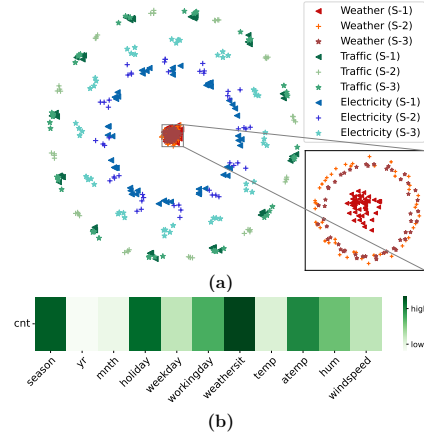 Weather (S-1)
Weather (S-2)
Weather (S-3)
Traffic (S-1)
Traffic (S-2)
Traffic (S-3)
Electricity (S-1)
Electricity (S-2)
Electricity (S-3)
(a)
cnt
high
low
season
yr
mnth
holiday
weekday
workingday
weathersit
temp
atemp
hum
windspeed
(b)